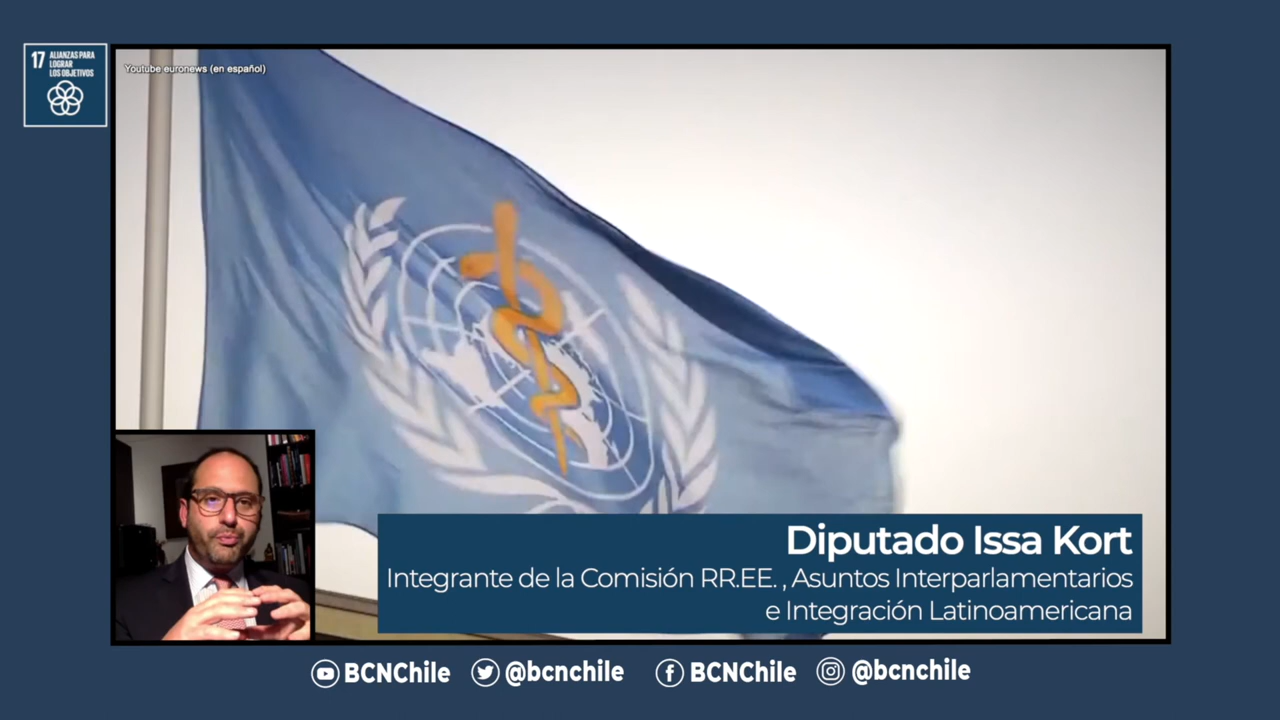 17 ALIANZAS PARA
LOGRAR
LOS OBJETIVOS
Youtube euronews (en español)
Diputado Issa Kort
Integrante de la Comisión RR.EE. , Asuntos Interparlamentarios
e Integración Latinoamericana
BCNChile @bcnchile BCNChile @bcnchile